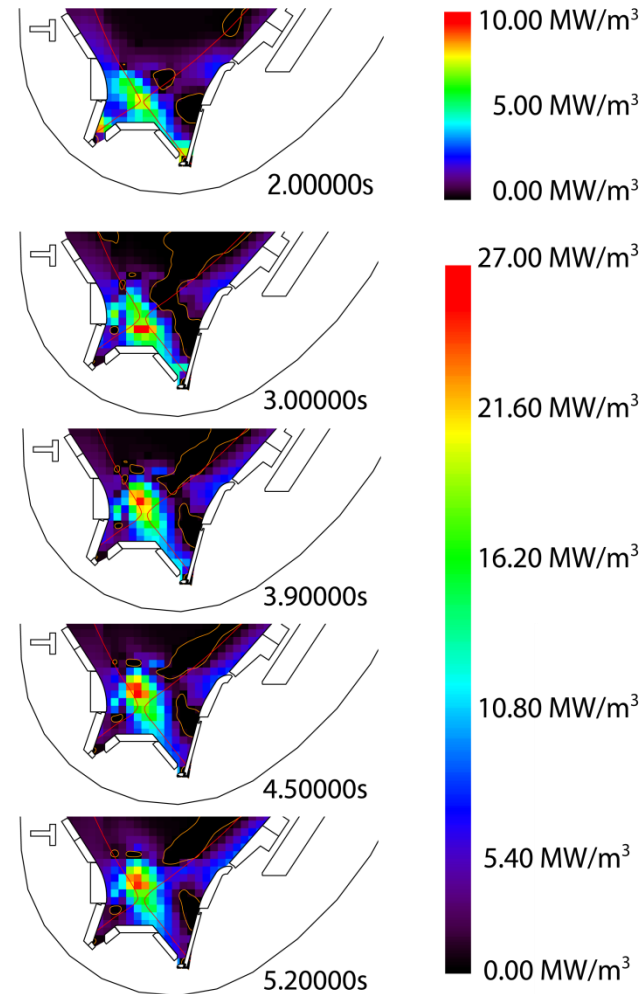 10.00 MW/m³
5.00 MW/m³
0.00 MW/m³
2.00000s
27.00 MW/m³
3.00000s
21.60 MW/m³
16.20 MW/m³
3.90000s
10.80 MW/m³
4.50000s
5.40 MW/m³
0.00 MW/m³
5.20000s